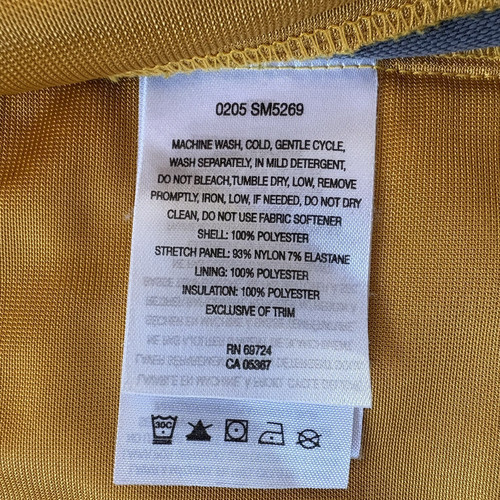 0205 SM5269
MACHINE WASH, COLD, GENTLE CYCLE,
WASH SEPARATELY, IN MILD DETERGENT,
DO NOT BLEACH,TUMBLE DRY, LOW, REMOVE
PROMPTLY, IRON, LOW, IF NEEDED, DO NOT DRY
CLEAN, DO NOT USE FABRIC SOFTENER
SHELL: 100% POLYESTER
STRETCH PANEL: 93% NYLON 7% ELASTANE
LINING: 100% POLYESTER
INSULATION: 100% POLYESTER
EXCLUSIVE OF TRIM
RN 69724
CA 05367
30C